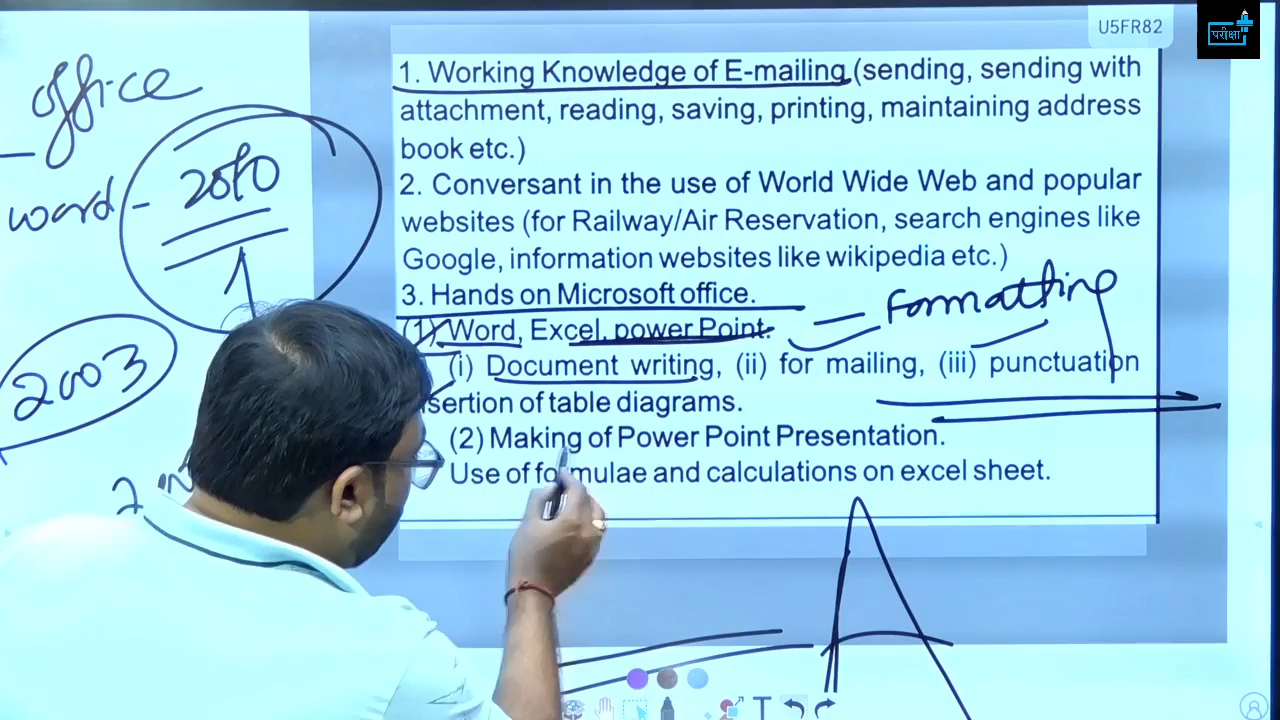 U5FR82
परीक्षा
office
word - 2010
2003
1. Working Knowledge of E-mailing (sending, sending with
attachment, reading, saving, printing, maintaining address
book etc.)
2. Conversant in the use of World Wide Web and popular
websites (for Railway/Air Reservation, search engines like
Google, information websites like wikipedia etc.)
3. Hands on Microsoft office.
(1) Word, Excel, power Point.
Formatting
(i) Document writing, (ii) for mailing, (iii) punctuation
sertion of table diagrams.
(2) Making of Power Point Presentation.
Use of formulae and calculations on excel sheet.
T